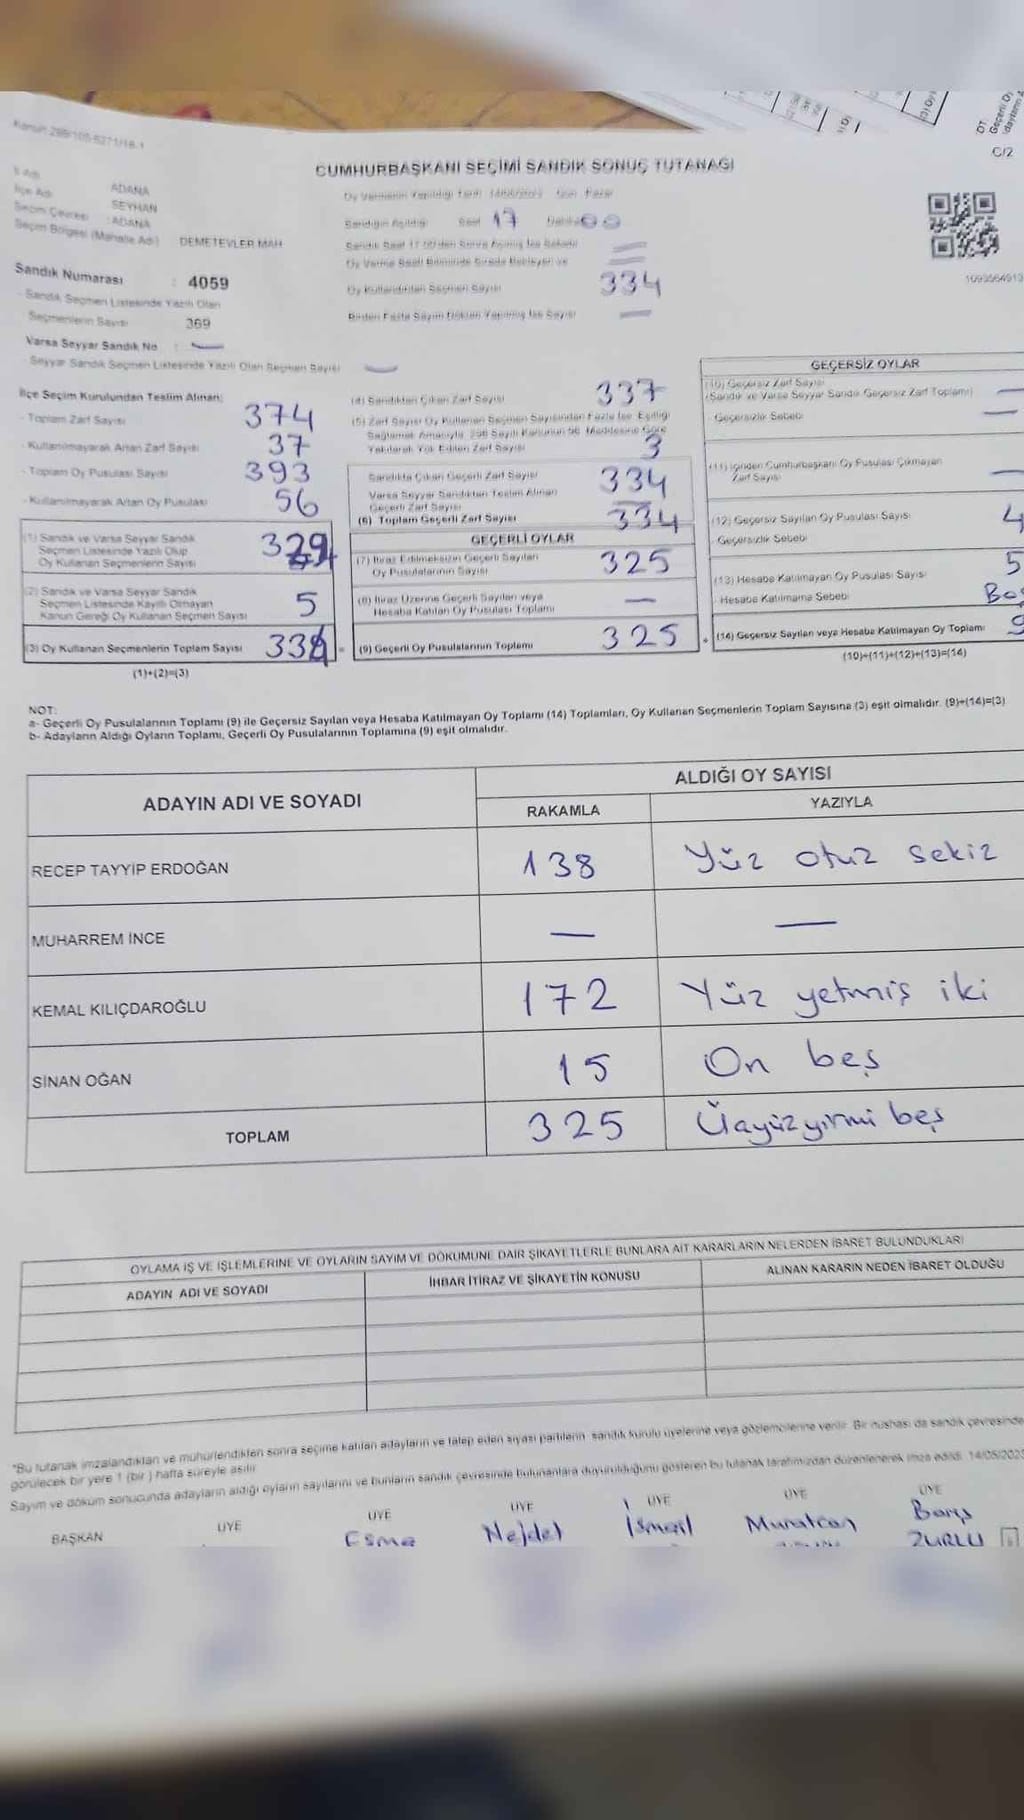 Kanun: 298/105-6271/18.1
C/2
CUMHURBAŞKANI SEÇİMİ SANDIK SONUÇ TUTANAĞI
İl Adı ADANA
İlçe Adı SEYHAN
Seçim Çevresi : ADANA
Seçim Bölgesi (Mahalle Adı) DEMETEVLER MAH
Oy Vermenin Yapıldığı Tarih 14/05/2023 Gün Pazar
Sandığın Açıldığı Saat 17 Dakika 00
Sandık Saat 17.00'den Sonra Açılmış İse Sebebi —
Oy Verme Saati Bitiminde Sırada Bekleyen ve —
Oy Kullandırılan Seçmen Sayısı 334
Birden Fazla Sayım Döküm Yapılmış İse Sayısı —
1093564913
Sandık Numarası : 4059
Sandık Seçmen Listesinde Yazılı Olan
Seçmenlerin Sayısı 369
Varsa Seyyar Sandık No : —
Seyyar Sandık Seçmen Listesinde Yazılı Olan Seçmen Sayısı —
İlçe Seçim Kurulundan Teslim Alınan:
- Toplam Zarf Sayısı 374
- Kullanılmayarak Artan Zarf Sayısı 37
- Toplam Oy Pusulası Sayısı 393
- Kullanılmayarak Artan Oy Pusulası 56
(1) Sandık ve Varsa Seyyar Sandık
Seçmen Listesinde Yazılı Olup
Oy Kullanan Seçmenlerin Sayısı 329
(2) Sandık ve Varsa Seyyar Sandık
Seçmen Listesinde Kayıtlı Olmayan
Kanun Gereği Oy Kullanan Seçmen Sayısı 5
(3) Oy Kullanan Seçmenlerin Toplam Sayısı 334
(1)+(2)=(3)
(4) Sandıktan Çıkan Zarf Sayısı 337
(5) Zarf Sayısı Oy Kullanan Seçmen Sayısından Fazla İse, Eşitliği
Sağlamak Amacıyla, 298 Sayılı Kanunun 98. Maddesine Göre
Yakılarak Yok Edilen Zarf Sayısı 3
Sandıkta Çıkan Geçerli Zarf Sayısı 334
Varsa Seyyar Sandıktan Teslim Alınan
Geçerli Zarf Sayısı —
(6) Toplam Geçerli Zarf Sayısı 334
GEÇERLİ OYLAR
(7) İtiraz Edilmeksizin Geçerli Sayılan
Oy Pusulalarının Sayısı 325
(8) İtiraz Üzerine Geçerli Sayılan veya
Hesaba Katılan Oy Pusulası Toplamı —
(9) Geçerli Oy Pusulalarının Toplamı 325
GEÇERSİZ OYLAR
(10) Geçersiz Zarf Sayısı
(Sandık ve Varsa Seyyar Sandık Geçersiz Zarf Toplamı) —
- Geçersizlik Sebebi —
(11) İçinden Cumhurbaşkanı Oy Pusulası Çıkmayan
Zarf Sayısı —
(12) Geçersiz Sayılan Oy Pusulası Sayısı 4
- Geçersizlik Sebebi
(13) Hesaba Katılmayan Oy Pusulası Sayısı 5
- Hesaba Katılmama Sebebi Boş
(14) Geçersiz Sayılan veya Hesaba Katılmayan Oy Toplamı 9
(10)+(11)+(12)+(13)=(14)
NOT:
a- Geçerli Oy Pusulalarının Toplamı (9) ile Geçersiz Sayılan veya Hesaba Katılmayan Oy Toplamı (14) Toplamları, Oy Kullanan Seçmenlerin Toplam Sayısına (3) eşit olmalıdır. (9)+(14)=(3)
b- Adayların Aldığı Oyların Toplamı, Geçerli Oy Pusulalarının Toplamına (9) eşit olmalıdır.
ADAYIN ADI VE SOYADI ALDIĞI OY SAYISI
RAKAMLA YAZIYLA
RECEP TAYYİP ERDOĞAN 138 Yüz otuz sekiz
MUHARREM İNCE — —
KEMAL KILIÇDAROĞLU 172 Yüz yetmiş iki
SİNAN OĞAN 15 On beş
TOPLAM 325 Üçyüzyirmi beş
OYLAMA İŞ VE İŞLEMLERİNE VE OYLARIN SAYIM VE DÖKÜMÜNE DAİR ŞİKAYETLERLE BUNLARA AİT KARARLARIN NELERDEN İBARET BULUNDUKLARI
ADAYIN ADI VE SOYADI İHBAR İTİRAZ VE ŞİKAYETİN KONUSU ALINAN KARARIN NEDEN İBARET OLDUĞU
*Bu tutanak imzalandıktan ve mühürlendikten sonra seçime katılan adayların ve talep eden siyasi partilerin sandık kurulu üyelerine veya gözlemcilerine verilir. Bir nüshası da sandık çevresinde
görülecek bir yere 1 (bir) hafta süreyle asılır.
Sayım ve döküm sonucunda adayların aldığı oyların sayılarını ve bunların sandık çevresinde bulunanlara duyurulduğunu gösteren bu tutanak tarafımızdan düzenlenerek imza edildi. 14/05/202
BAŞKAN ÜYE ÜYE ÜYE ÜYE ÜYE ÜYE
Esma Nejdet İsmail Muratcan Barış
ZURLU